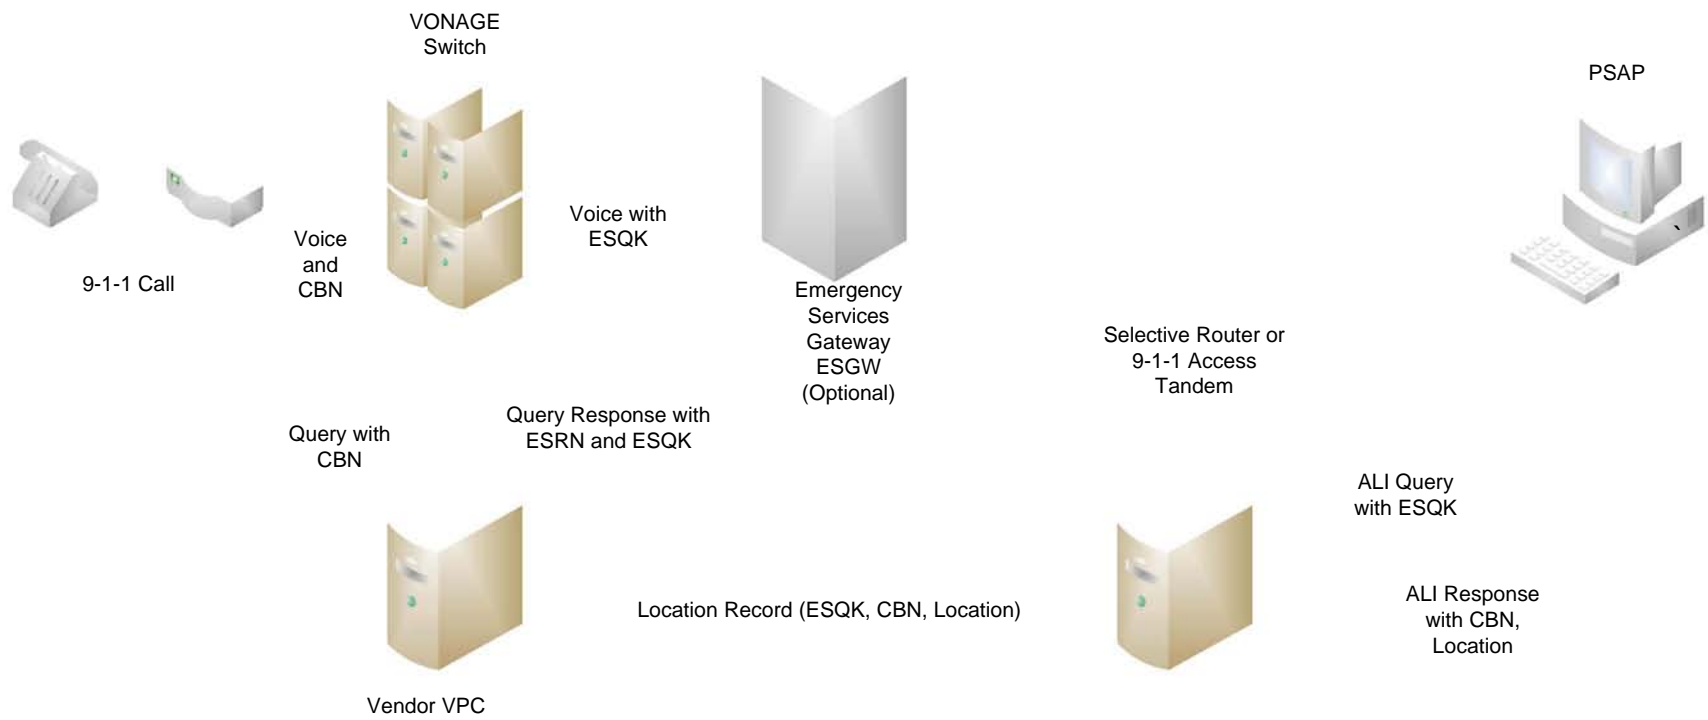 VONAGE
Switch
PSAP
9-1-1 Call
Voice
and
CBN
Voice with
ESQK
Emergency
Services
Gateway
ESGW
(Optional)
Selective Router or
9-1-1 Access
Tandem
Query with
CBN
Query Response with
ESRN and ESQK
ALI Query
with ESQK
Location Record (ESQK, CBN, Location)
ALI Response
with CBN,
Location
Vendor VPC